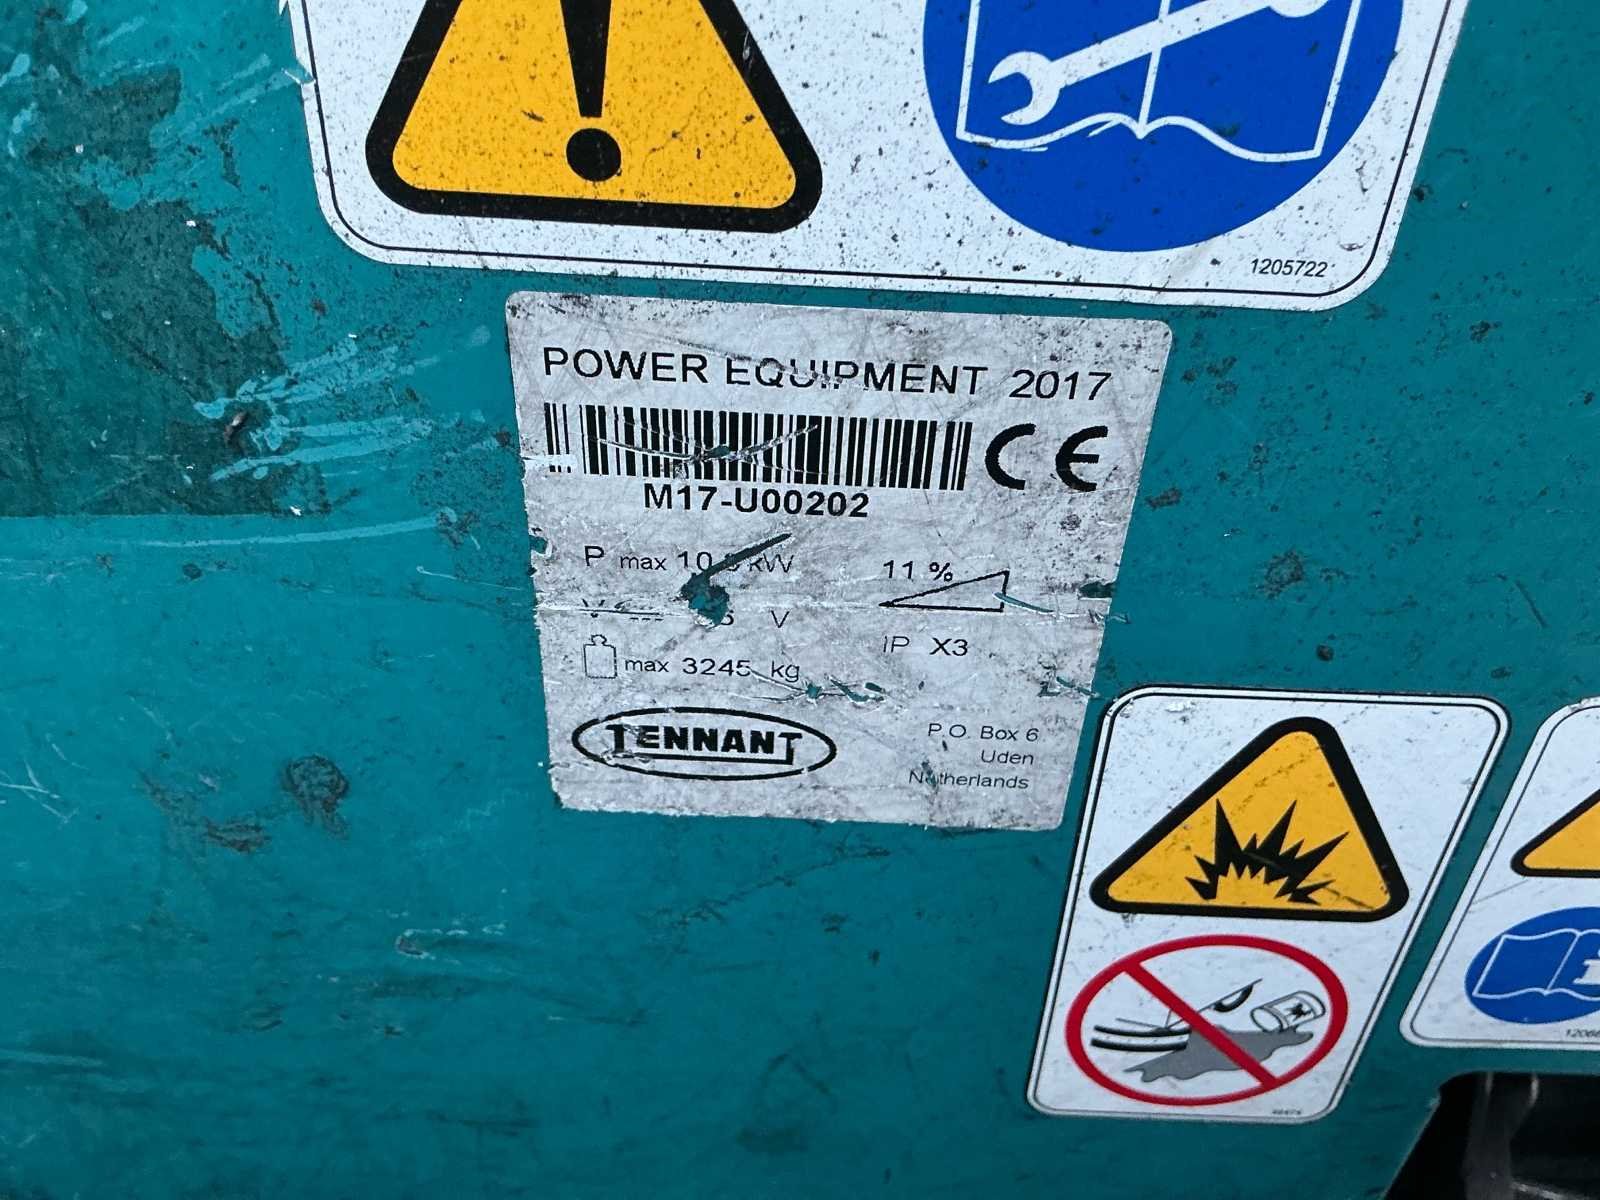 1205722
POWER EQUIPMENT 2017
CE
M17-U00202
P max kW 11 %
V V
IP X3
max 3245 kg
TENNANT
P.O. Box 6
Uden
Netherlands